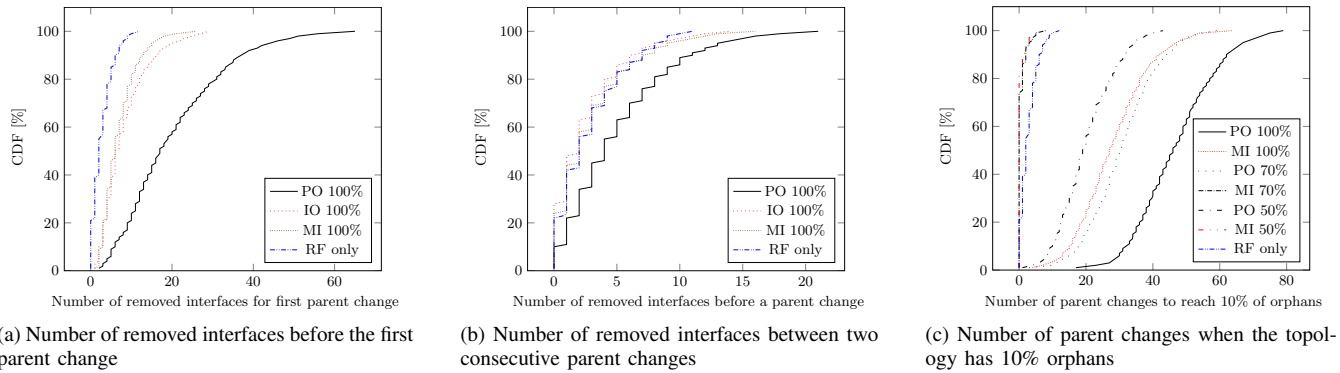 100
80
60
40
20
0
CDF [%]
PO 100%
IO 100%
MI 100%
RF only
0 20 40 60
Number of removed interfaces for first parent change
(a) Number of removed interfaces before the first
parent change
100
80
60
40
20
0
CDF [%]
PO 100%
IO 100%
MI 100%
RF only
0 5 10 15 20
Number of removed interfaces before a parent change
(b) Number of removed interfaces between two
consecutive parent changes
100
80
60
40
20
0
CDF [%]
PO 100%
MI 100%
PO 70%
MI 70%
PO 50%
MI 50%
RF only
0 20 40 60 80
Number of parent changes to reach 10% of orphans
(c) Number of parent changes when the topol-
ogy has 10% orphans